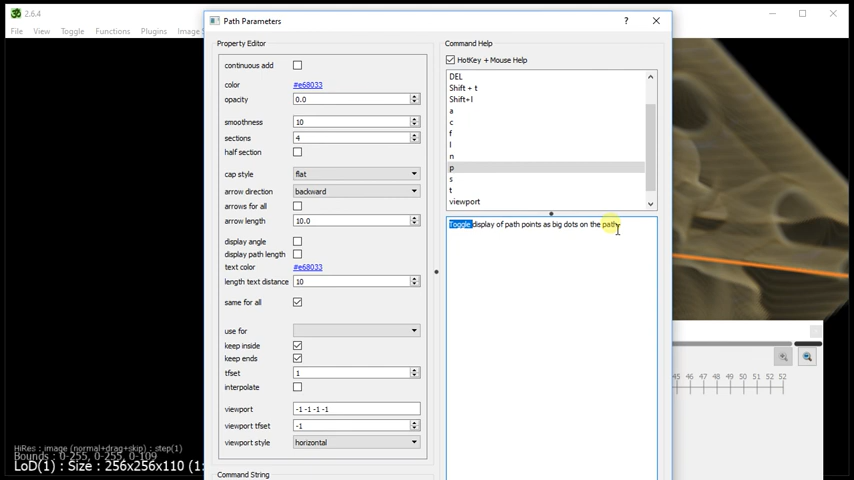 2.6.4
File View Toggle Functions Plugins Image
Path Parameters
?
Property Editor
continuous add
color #e68033
opacity 0.0
smoothness 10
sections 4
half section
cap style flat
arrow direction backward
arrows for all
arrow length 10.0
display angle
display path length
text color #e68033
length text distance 10
same for all
use for
keep inside
keep ends
tfset 1
interpolate
viewport -1 -1 -1 -1
viewport tfset -1
viewport style horizontal
Command String
Command Help
HotKey + Mouse Help
DEL
Shift + t
Shift+l
a
c
f
l
n
p
s
t
viewport
Toggle display of path points as big dots on the path
45 46 47 48 49 50 51 52 52
HiRes : image (normal+drag+skip) : step(1)
Bounds : 0-255, 0-255, 0-109
LoD(1) : Size : 256x256x110 (1: